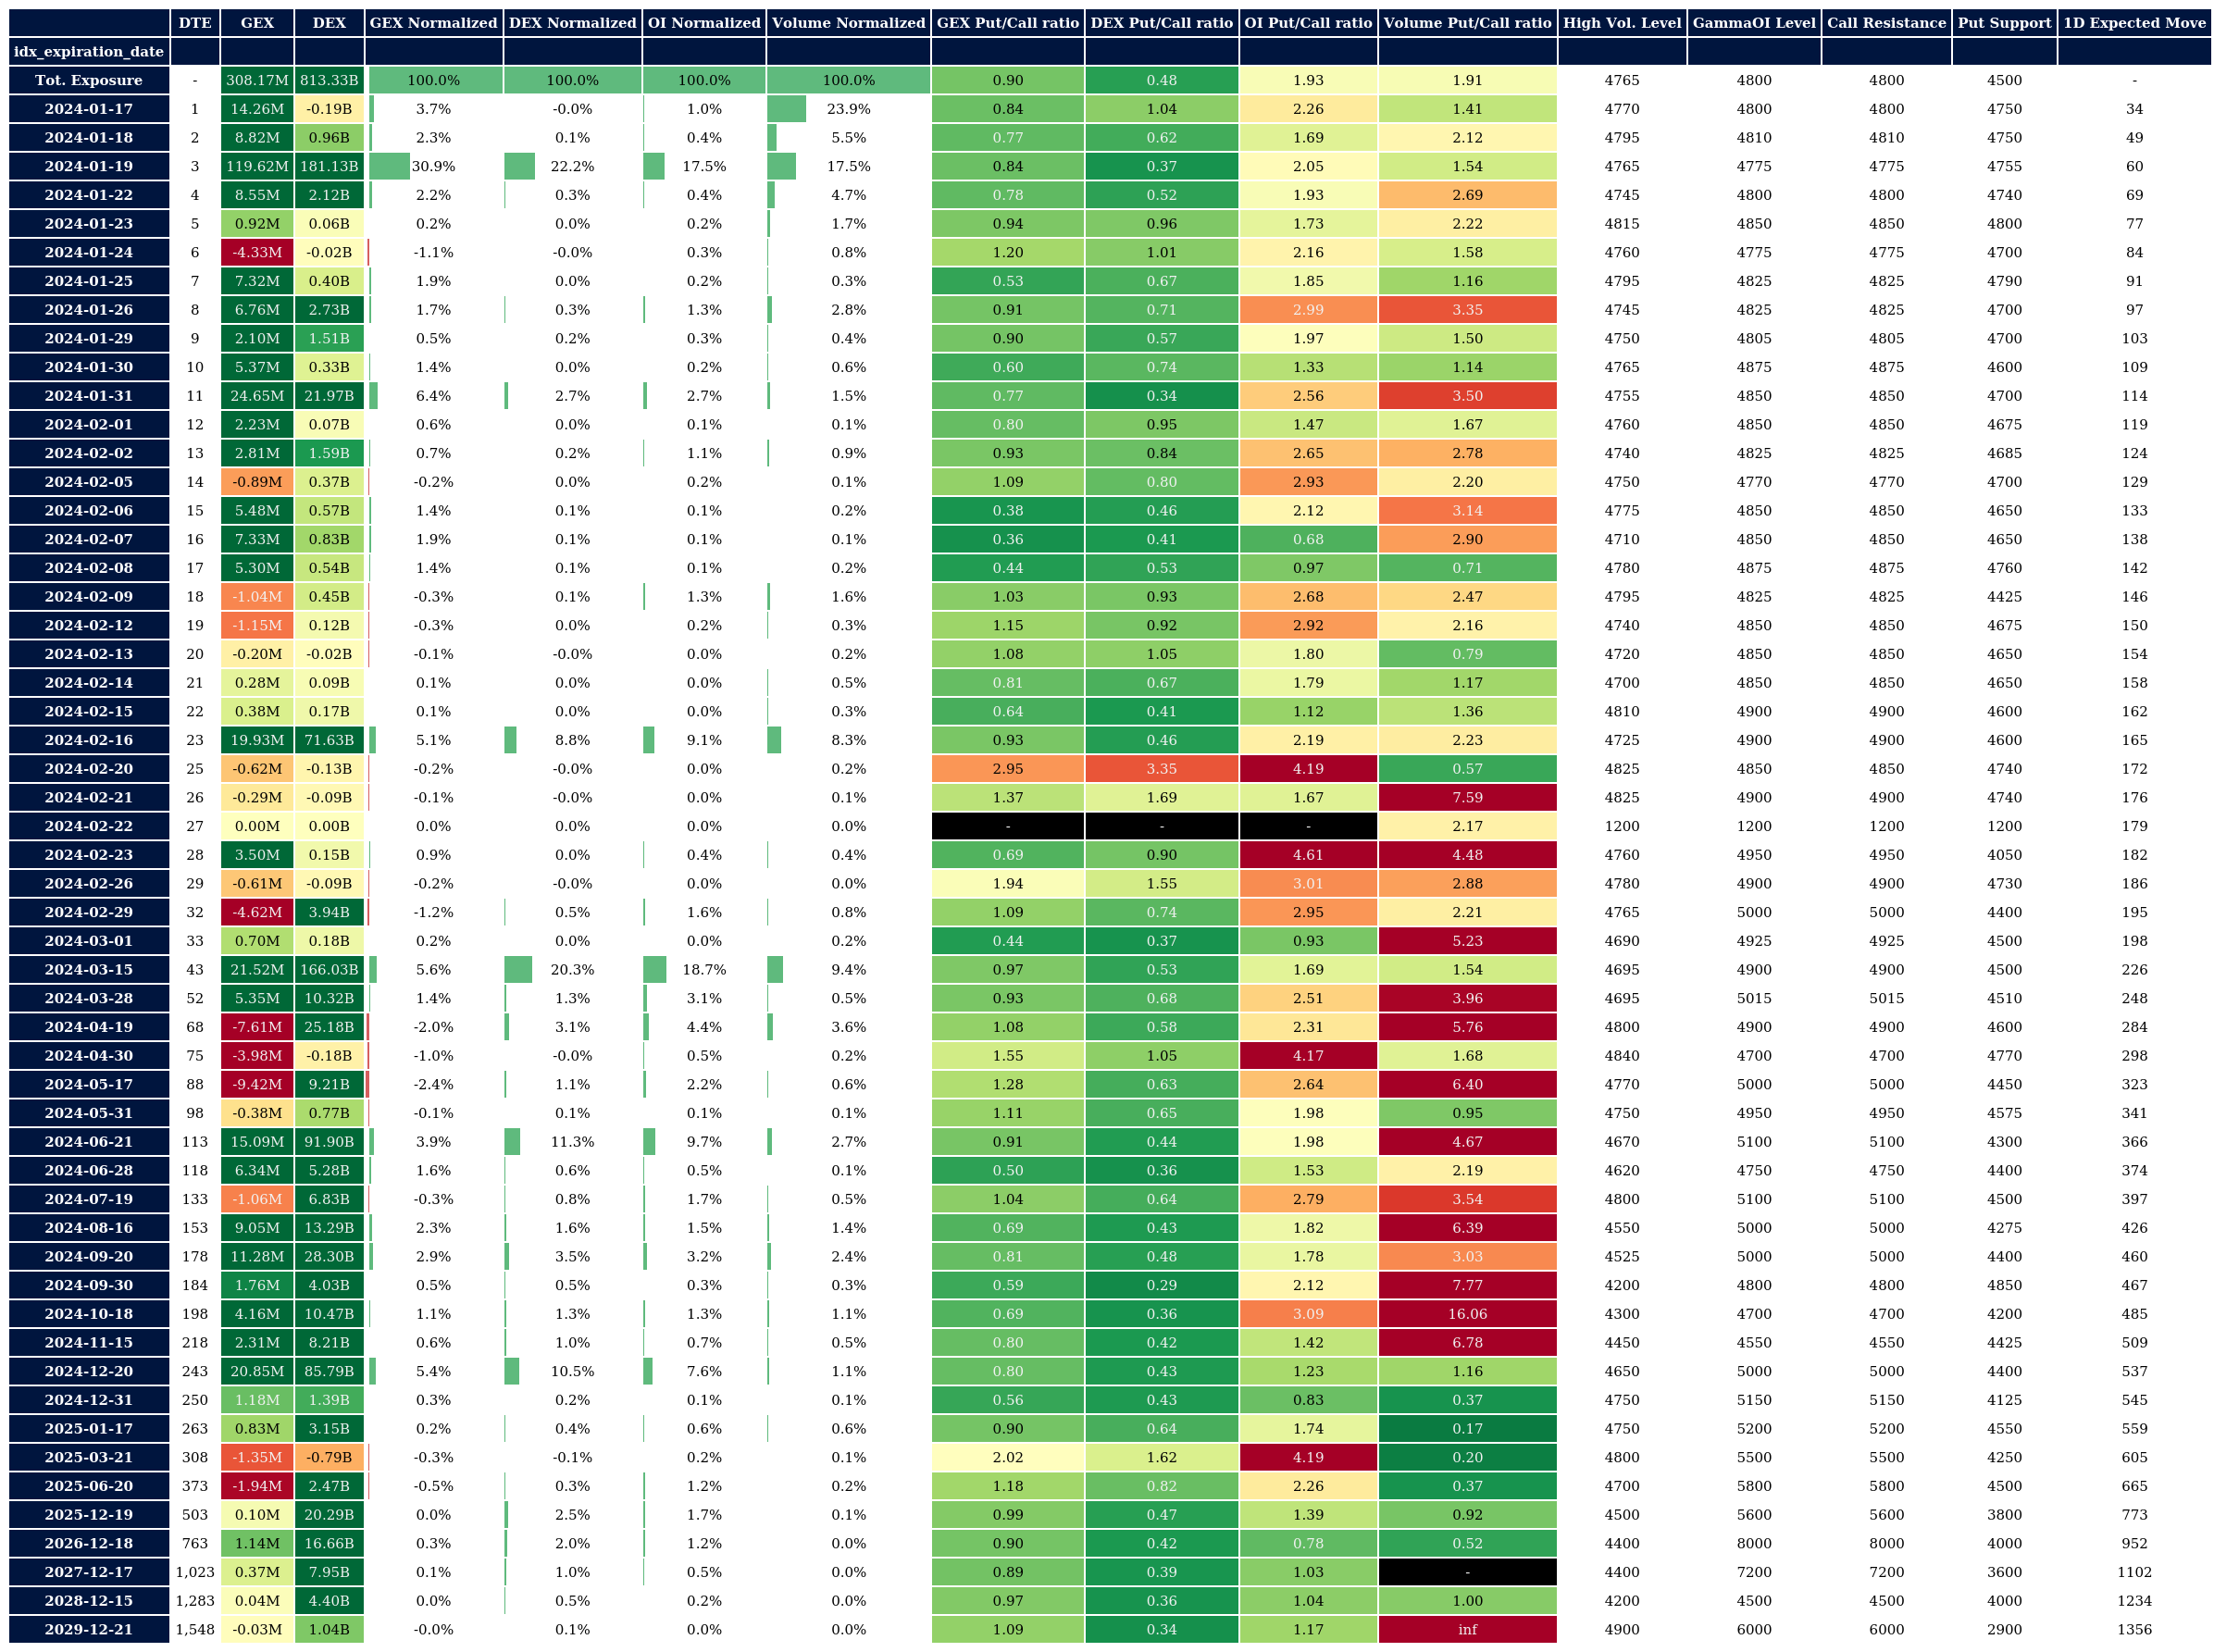 DTE GEX DEX GEX Normalized DEX Normalized OI Normalized Volume Normalized GEX Put/Call ratio DEX Put/Call ratio OI Put/Call ratio Volume Put/Call ratio High Vol. Level GammaOI Level Call Resistance Put Support 1D Expected Move
idx_expiration_date
Tot. Exposure - 308.17M 813.33B 100.0% 100.0% 100.0% 100.0% 0.90 0.48 1.93 1.91 4765 4800 4800 4500 -
2024-01-17 1 14.26M -0.19B 3.7% -0.0% 1.0% 23.9% 0.84 1.04 2.26 1.41 4770 4800 4800 4750 34
2024-01-18 2 8.82M 0.96B 2.3% 0.1% 0.4% 5.5% 0.77 0.62 1.69 2.12 4795 4810 4810 4750 49
2024-01-19 3 119.62M 181.13B 30.9% 22.2% 17.5% 17.5% 0.84 0.37 2.05 1.54 4765 4775 4775 4755 60
2024-01-22 4 8.55M 2.12B 2.2% 0.3% 0.4% 4.7% 0.78 0.52 1.93 2.69 4745 4800 4800 4740 69
2024-01-23 5 0.92M 0.06B 0.2% 0.0% 0.2% 1.7% 0.94 0.96 1.73 2.22 4815 4850 4850 4800 77
2024-01-24 6 -4.33M -0.02B -1.1% -0.0% 0.3% 0.8% 1.20 1.01 2.16 1.58 4760 4775 4775 4700 84
2024-01-25 7 7.32M 0.40B 1.9% 0.0% 0.2% 0.3% 0.53 0.67 1.85 1.16 4795 4825 4825 4790 91
2024-01-26 8 6.76M 2.73B 1.7% 0.3% 1.3% 2.8% 0.91 0.71 2.99 3.35 4745 4825 4825 4700 97
2024-01-29 9 2.10M 1.51B 0.5% 0.2% 0.3% 0.4% 0.90 0.57 1.97 1.50 4750 4805 4805 4700 103
2024-01-30 10 5.37M 0.33B 1.4% 0.0% 0.2% 0.6% 0.60 0.74 1.33 1.14 4765 4875 4875 4600 109
2024-01-31 11 24.65M 21.97B 6.4% 2.7% 2.7% 1.5% 0.77 0.34 2.56 3.50 4755 4850 4850 4700 114
2024-02-01 12 2.23M 0.07B 0.6% 0.0% 0.1% 0.1% 0.80 0.95 1.47 1.67 4760 4850 4850 4675 119
2024-02-02 13 2.81M 1.59B 0.7% 0.2% 1.1% 0.9% 0.93 0.84 2.65 2.78 4740 4825 4825 4685 124
2024-02-05 14 -0.89M 0.37B -0.2% 0.0% 0.2% 0.1% 1.09 0.80 2.93 2.20 4750 4770 4770 4700 129
2024-02-06 15 5.48M 0.57B 1.4% 0.1% 0.1% 0.2% 0.38 0.46 2.12 3.14 4775 4850 4850 4650 133
2024-02-07 16 7.33M 0.83B 1.9% 0.1% 0.1% 0.1% 0.36 0.41 0.68 2.90 4710 4850 4850 4650 138
2024-02-08 17 5.30M 0.54B 1.4% 0.1% 0.1% 0.2% 0.44 0.53 0.97 0.71 4780 4875 4875 4760 142
2024-02-09 18 -1.04M 0.45B -0.3% 0.1% 1.3% 1.6% 1.03 0.93 2.68 2.47 4795 4825 4825 4425 146
2024-02-12 19 -1.15M 0.12B -0.3% 0.0% 0.2% 0.3% 1.15 0.92 2.92 2.16 4740 4850 4850 4675 150
2024-02-13 20 -0.20M -0.02B -0.1% -0.0% 0.0% 0.2% 1.08 1.05 1.80 0.79 4720 4850 4850 4650 154
2024-02-14 21 0.28M 0.09B 0.1% 0.0% 0.0% 0.5% 0.81 0.67 1.79 1.17 4700 4850 4850 4650 158
2024-02-15 22 0.38M 0.17B 0.1% 0.0% 0.0% 0.3% 0.64 0.41 1.12 1.36 4810 4900 4900 4600 162
2024-02-16 23 19.93M 71.63B 5.1% 8.8% 9.1% 8.3% 0.93 0.46 2.19 2.23 4725 4900 4900 4600 165
2024-02-20 25 -0.62M -0.13B -0.2% -0.0% 0.0% 0.2% 2.95 3.35 4.19 0.57 4825 4850 4850 4740 172
2024-02-21 26 -0.29M -0.09B -0.1% -0.0% 0.0% 0.1% 1.37 1.69 1.67 7.59 4825 4900 4900 4740 176
2024-02-22 27 0.00M 0.00B 0.0% 0.0% 0.0% 0.0% - - - 2.17 1200 1200 1200 1200 179
2024-02-23 28 3.50M 0.15B 0.9% 0.0% 0.4% 0.4% 0.69 0.90 4.61 4.48 4760 4950 4950 4050 182
2024-02-26 29 -0.61M -0.09B -0.2% -0.0% 0.0% 0.0% 1.94 1.55 3.01 2.88 4780 4900 4900 4730 186
2024-02-29 32 -4.62M 3.94B -1.2% 0.5% 1.6% 0.8% 1.09 0.74 2.95 2.21 4765 5000 5000 4400 195
2024-03-01 33 0.70M 0.18B 0.2% 0.0% 0.0% 0.2% 0.44 0.37 0.93 5.23 4690 4925 4925 4500 198
2024-03-15 43 21.52M 166.03B 5.6% 20.3% 18.7% 9.4% 0.97 0.53 1.69 1.54 4695 4900 4900 4500 226
2024-03-28 52 5.35M 10.32B 1.4% 1.3% 3.1% 0.5% 0.93 0.68 2.51 3.96 4695 5015 5015 4510 248
2024-04-19 68 -7.61M 25.18B -2.0% 3.1% 4.4% 3.6% 1.08 0.58 2.31 5.76 4800 4900 4900 4600 284
2024-04-30 75 -3.98M -0.18B -1.0% -0.0% 0.5% 0.2% 1.55 1.05 4.17 1.68 4840 4700 4700 4770 298
2024-05-17 88 -9.42M 9.21B -2.4% 1.1% 2.2% 0.6% 1.28 0.63 2.64 6.40 4770 5000 5000 4450 323
2024-05-31 98 -0.38M 0.77B -0.1% 0.1% 0.1% 0.1% 1.11 0.65 1.98 0.95 4750 4950 4950 4575 341
2024-06-21 113 15.09M 91.90B 3.9% 11.3% 9.7% 2.7% 0.91 0.44 1.98 4.67 4670 5100 5100 4300 366
2024-06-28 118 6.34M 5.28B 1.6% 0.6% 0.5% 0.1% 0.50 0.36 1.53 2.19 4620 4750 4750 4400 374
2024-07-19 133 -1.06M 6.83B -0.3% 0.8% 1.7% 0.5% 1.04 0.64 2.79 3.54 4800 5100 5100 4500 397
2024-08-16 153 9.05M 13.29B 2.3% 1.6% 1.5% 1.4% 0.69 0.43 1.82 6.39 4550 5000 5000 4275 426
2024-09-20 178 11.28M 28.30B 2.9% 3.5% 3.2% 2.4% 0.81 0.48 1.78 3.03 4525 5000 5000 4400 460
2024-09-30 184 1.76M 4.03B 0.5% 0.5% 0.3% 0.3% 0.59 0.29 2.12 7.77 4200 4800 4800 4850 467
2024-10-18 198 4.16M 10.47B 1.1% 1.3% 1.3% 1.1% 0.69 0.36 3.09 16.06 4300 4700 4700 4200 485
2024-11-15 218 2.31M 8.21B 0.6% 1.0% 0.7% 0.5% 0.80 0.42 1.42 6.78 4450 4550 4550 4425 509
2024-12-20 243 20.85M 85.79B 5.4% 10.5% 7.6% 1.1% 0.80 0.43 1.23 1.16 4650 5000 5000 4400 537
2024-12-31 250 1.18M 1.39B 0.3% 0.2% 0.1% 0.1% 0.56 0.43 0.83 0.37 4750 5150 5150 4125 545
2025-01-17 263 0.83M 3.15B 0.2% 0.4% 0.6% 0.6% 0.90 0.64 1.74 0.17 4750 5200 5200 4550 559
2025-03-21 308 -1.35M -0.79B -0.3% -0.1% 0.2% 0.1% 2.02 1.62 4.19 0.20 4800 5500 5500 4250 605
2025-06-20 373 -1.94M 2.47B -0.5% 0.3% 1.2% 0.2% 1.18 0.82 2.26 0.37 4700 5800 5800 4500 665
2025-12-19 503 0.10M 20.29B 0.0% 2.5% 1.7% 0.1% 0.99 0.47 1.39 0.92 4500 5600 5600 3800 773
2026-12-18 763 1.14M 16.66B 0.3% 2.0% 1.2% 0.0% 0.90 0.42 0.78 0.52 4400 8000 8000 4000 952
2027-12-17 1,023 0.37M 7.95B 0.1% 1.0% 0.5% 0.0% 0.89 0.39 1.03 - 4400 7200 7200 3600 1102
2028-12-15 1,283 0.04M 4.40B 0.0% 0.5% 0.2% 0.0% 0.97 0.36 1.04 1.00 4200 4500 4500 4000 1234
2029-12-21 1,548 -0.03M 1.04B -0.0% 0.1% 0.0% 0.0% 1.09 0.34 1.17 inf 4900 6000 6000 2900 1356